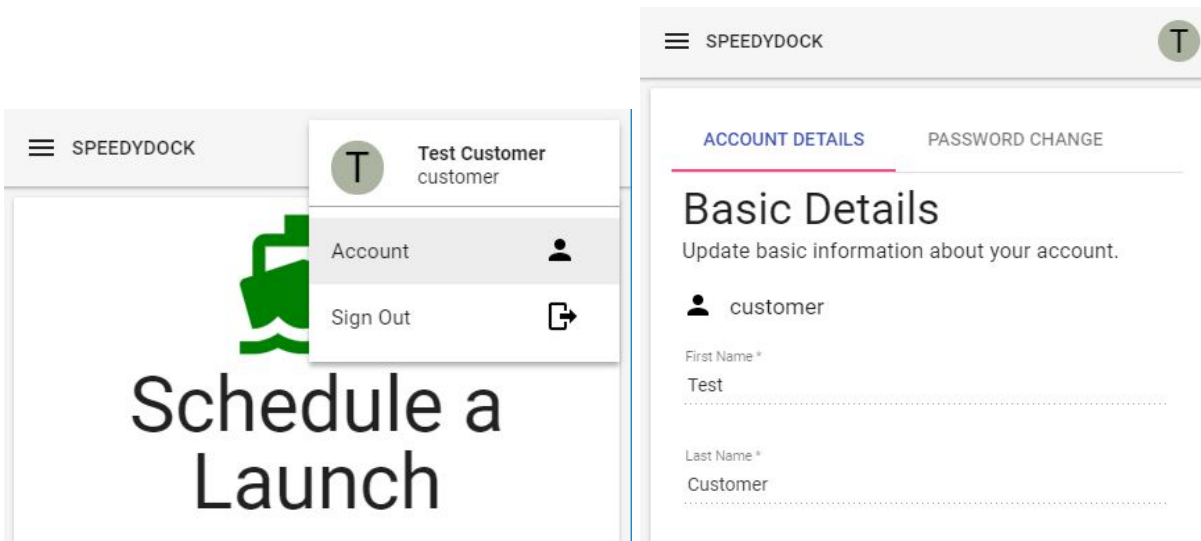 SPEEDYDOCK
T
Test Customer
customer
Account
Sign Out
Schedule a
Launch
SPEEDYDOCK
T
ACCOUNT DETAILS PASSWORD CHANGE
Basic Details
Update basic information about your account.
customer
First Name *
Test
Last Name *
Customer